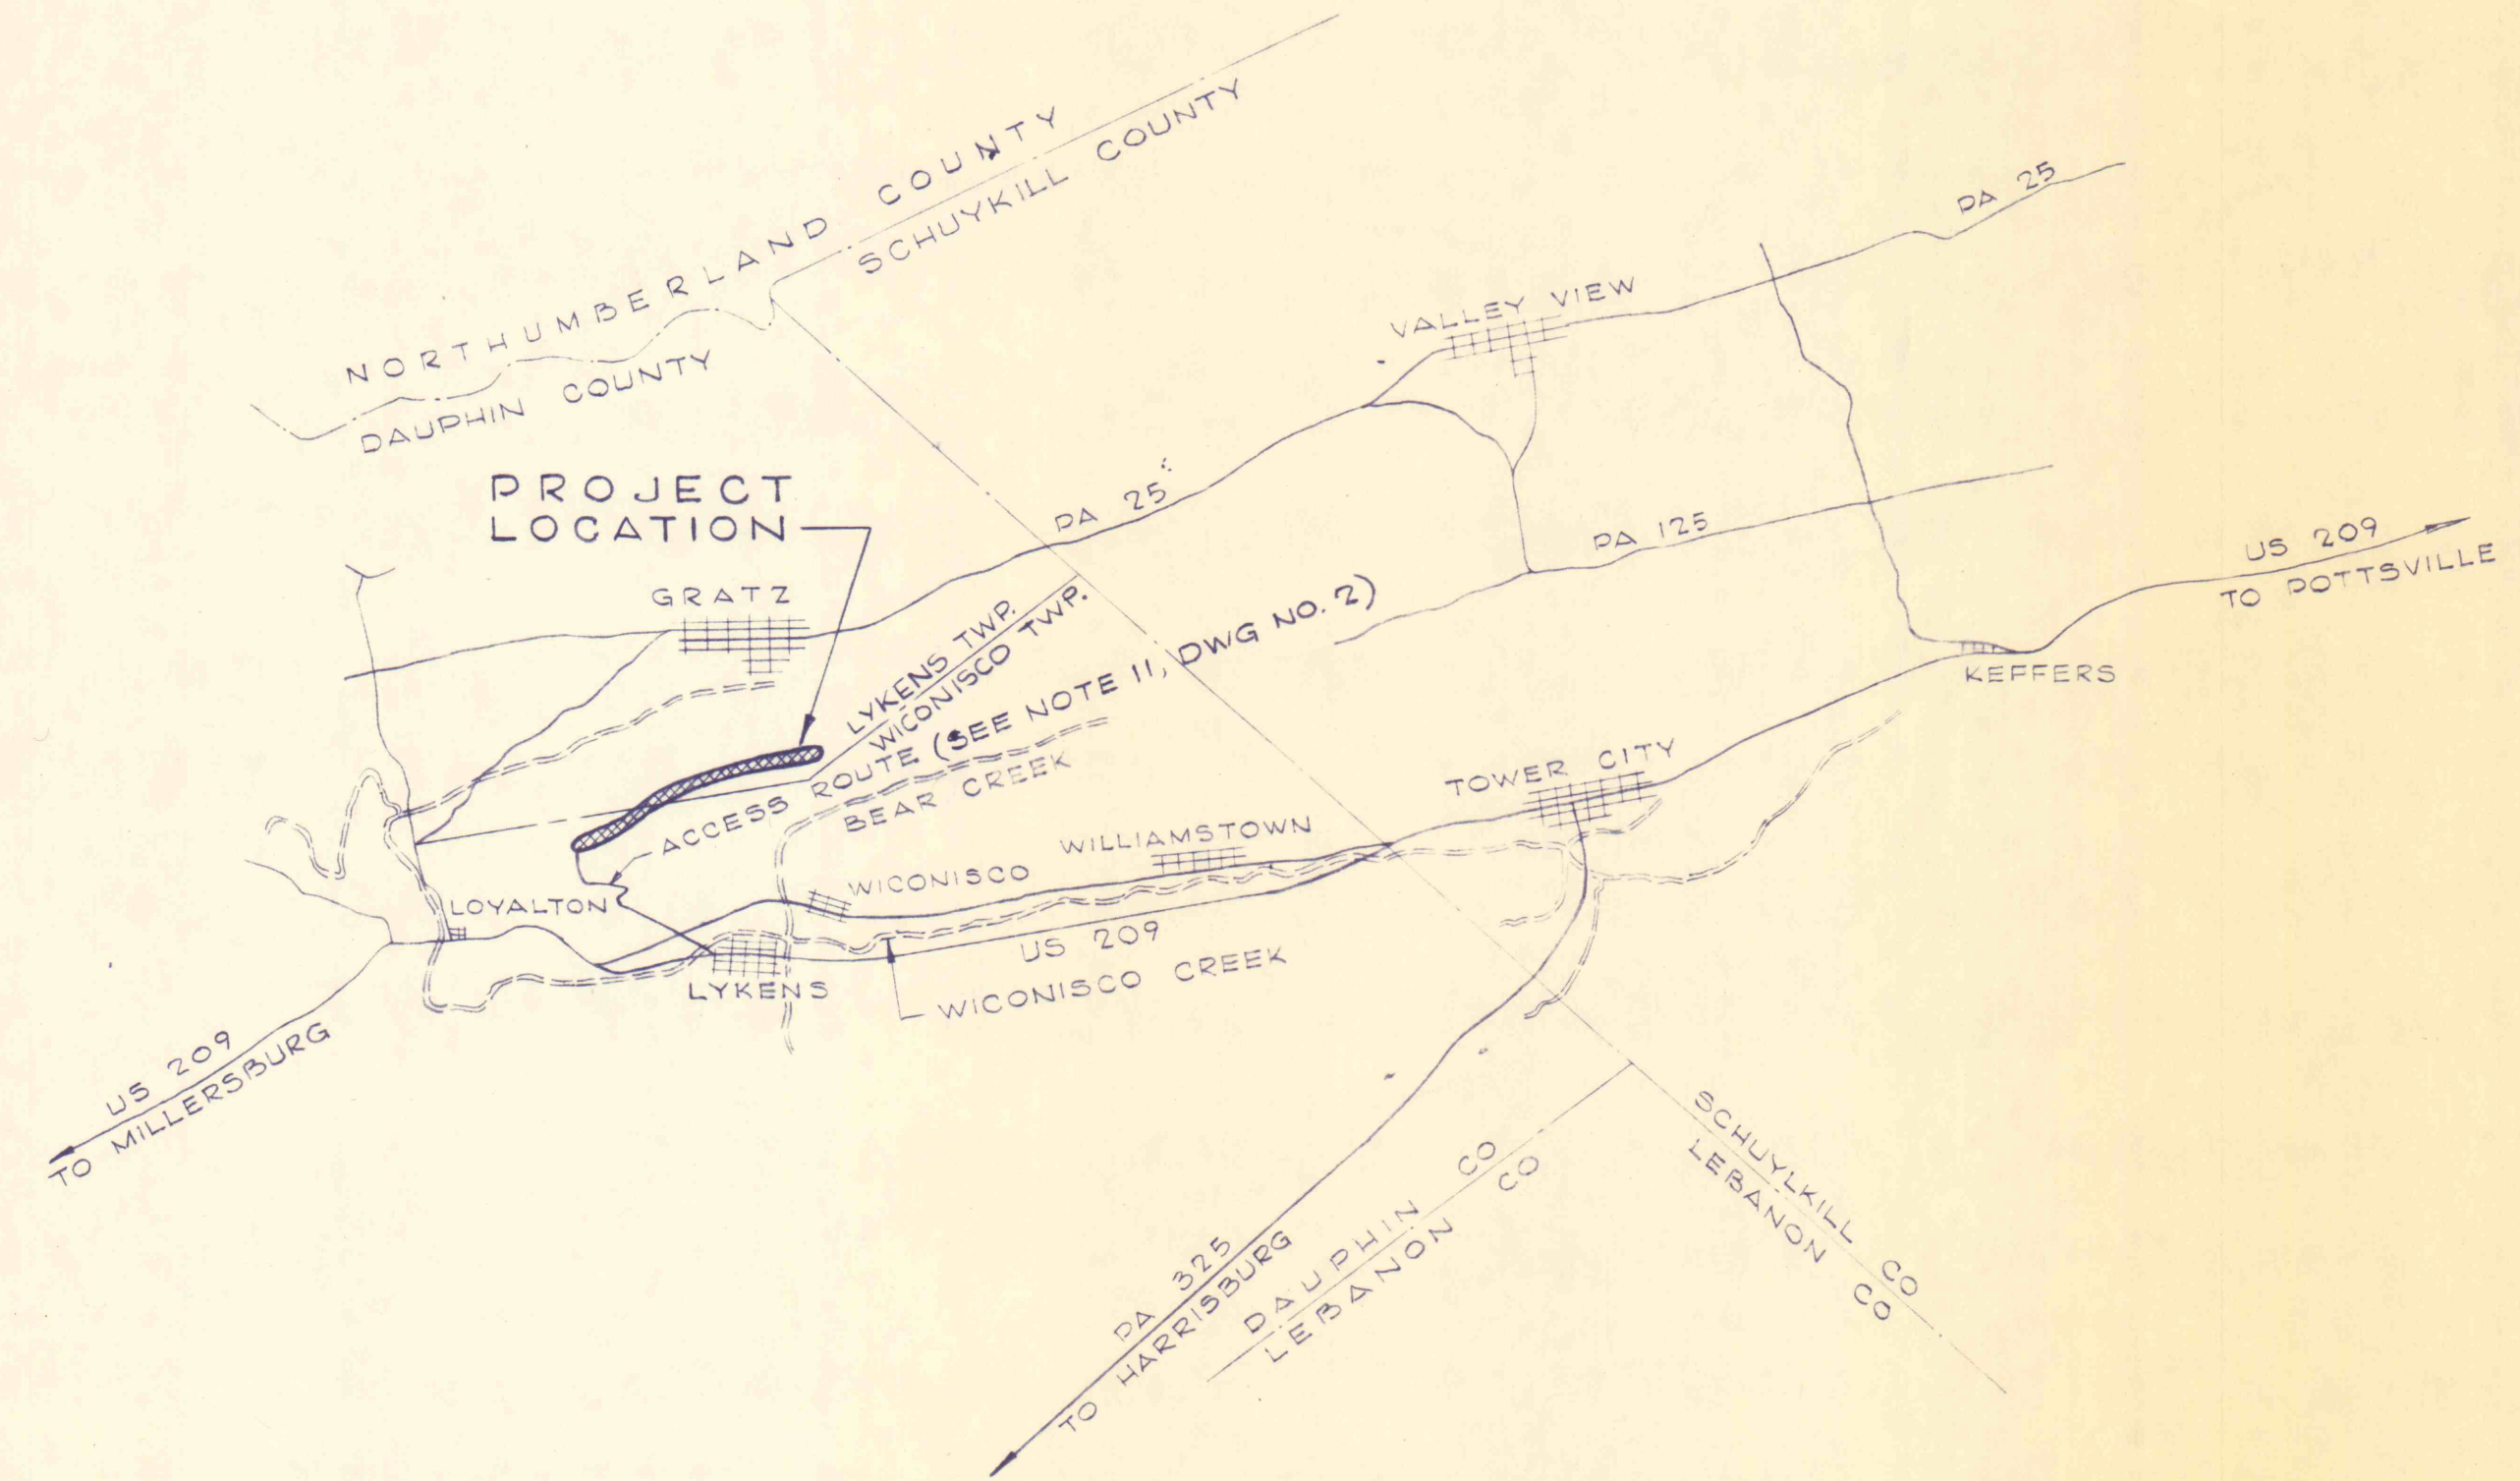 NORTHUMBERLAND COUNTY
SCHUYKILL COUNTY
DAUPHIN COUNTY
PA 25
VALLEY VIEW
PROJECT
LOCATION
PA 25
PA 125
US 209
TO POTTSVILLE
GRATZ
LYKENS TWP.
WICONISCO TWP.
ACCESS ROUTE (SEE NOTE 11, DWG NO. 2)
KEFFERS
BEAR CREEK
TOWER CITY
WILLIAMSTOWN
WICONISCO
LOYALTON
US 209
LYKENS
WICONISCO CREEK
US 209
TO MILLERSBURG
SCHUYLKILL CO
LEBANON CO
DAUPHIN CO
LEBANON CO
PA 325
TO HARRISBURG